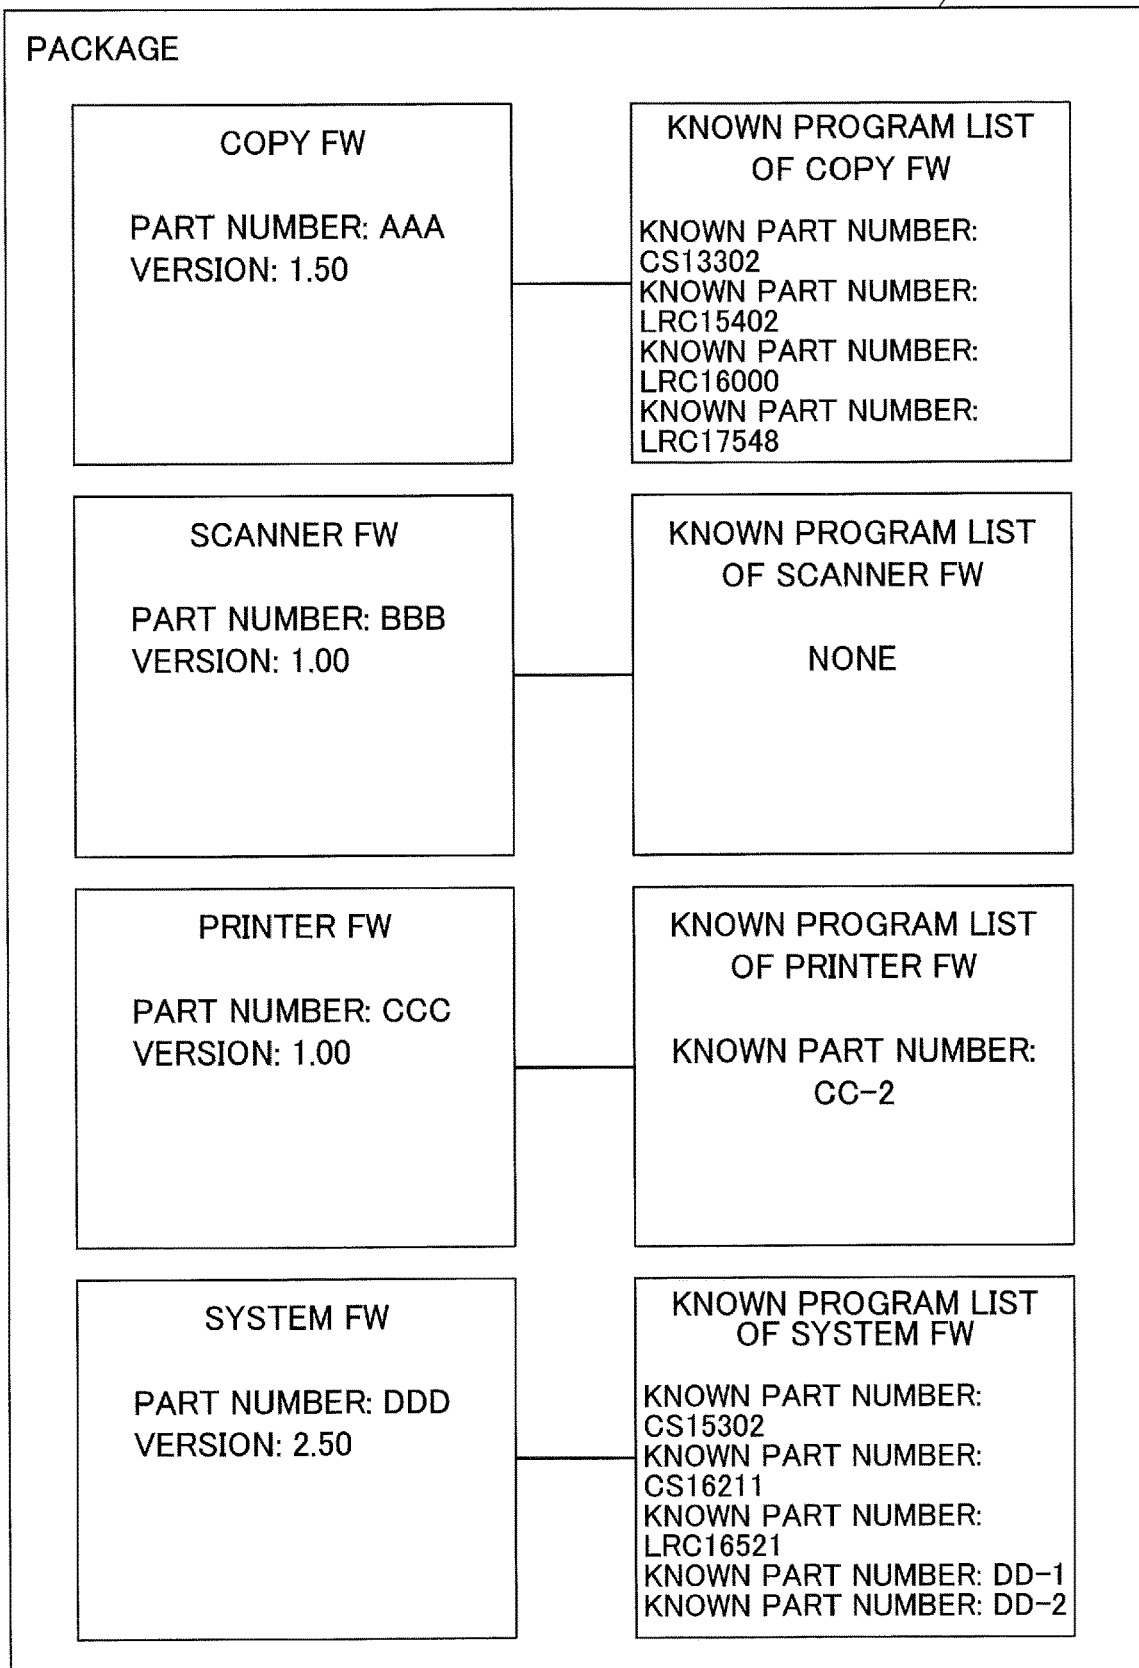 PACKAGE
COPY FW
PART NUMBER: AAA
VERSION: 1.50
KNOWN PROGRAM LIST
OF COPY FW
KNOWN PART NUMBER:
CS13302
KNOWN PART NUMBER:
LRC15402
KNOWN PART NUMBER:
LRC16000
KNOWN PART NUMBER:
LRC17548
SCANNER FW
PART NUMBER: BBB
VERSION: 1.00
KNOWN PROGRAM LIST
OF SCANNER FW
NONE
PRINTER FW
PART NUMBER: CCC
VERSION: 1.00
KNOWN PROGRAM LIST
OF PRINTER FW
KNOWN PART NUMBER:
CC-2
SYSTEM FW
PART NUMBER: DDD
VERSION: 2.50
KNOWN PROGRAM LIST
OF SYSTEM FW
KNOWN PART NUMBER:
CS15302
KNOWN PART NUMBER:
CS16211
KNOWN PART NUMBER:
LRC16521
KNOWN PART NUMBER: DD-1
KNOWN PART NUMBER: DD-2